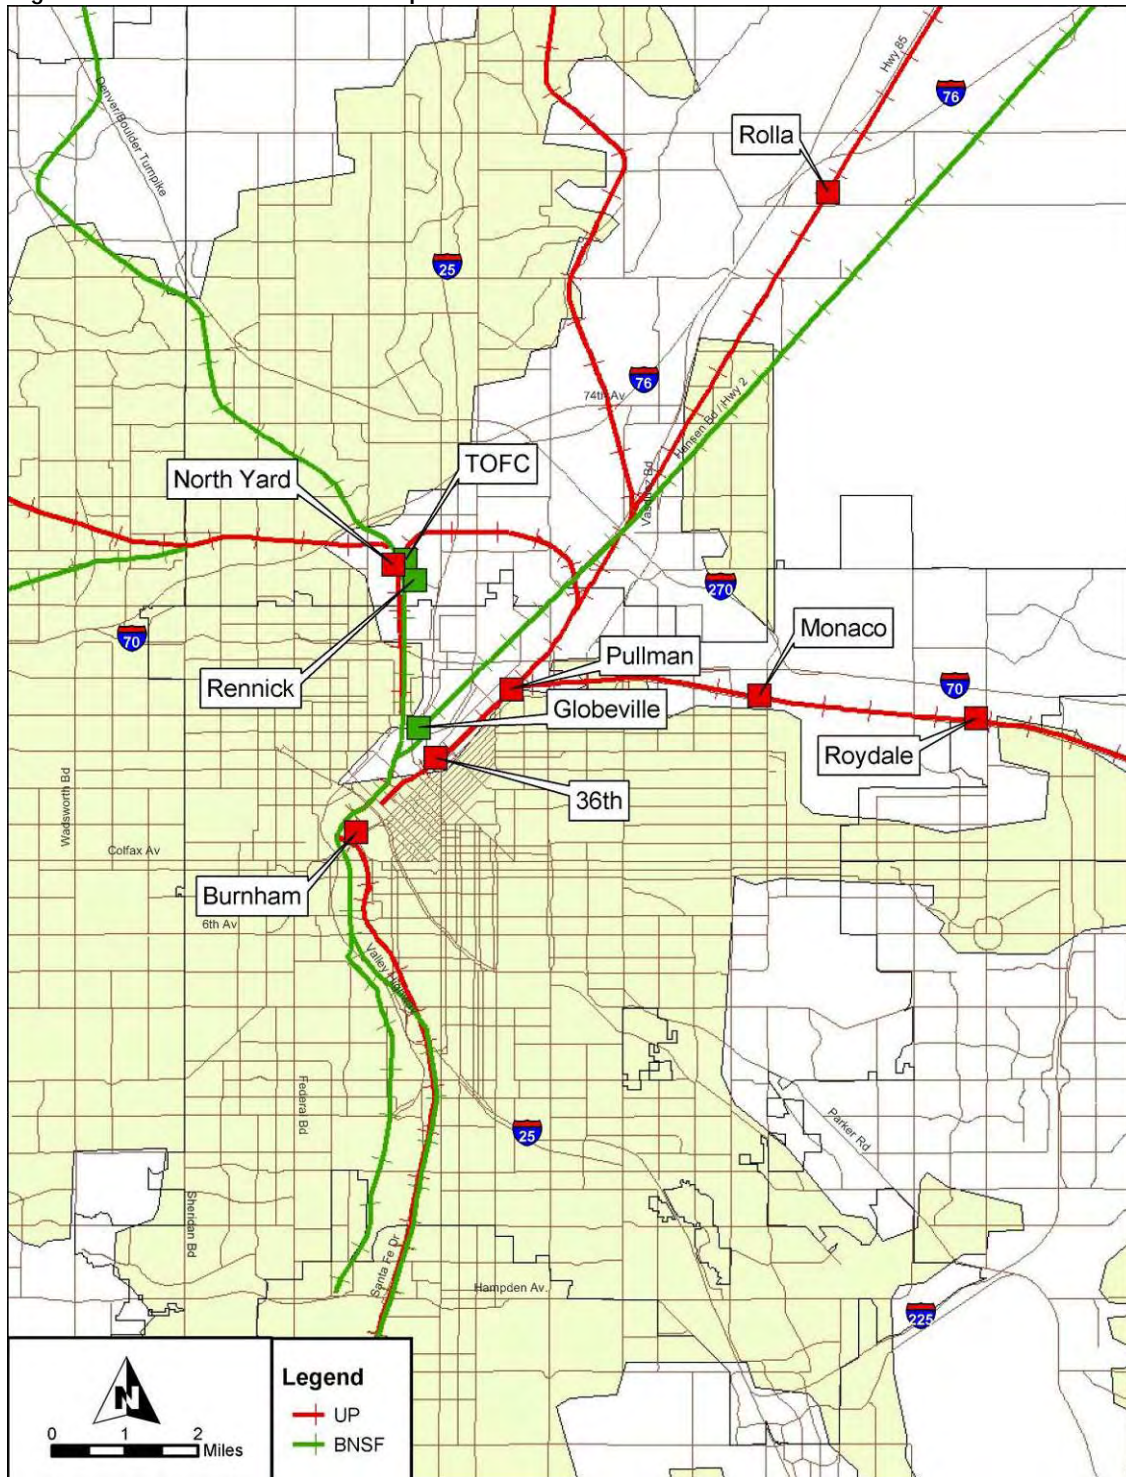 Denver/Boulder Turnpike
Hwy 85
76
Rolla
25
76
74th Av
Hansen Bd / Hwy 2
Vasquez Bd
TOFC
North Yard
270
70
Monaco
Pullman
Rennick
Globeville
70
Roydale
36th
Wadsworth Bd
Colfax Av
Burnham
6th Av
Valley Highway
Federal Bd
25
Parker Rd
Sheridan Bd
Santa Fe Dr
Hampden Av
225
N
0 1 2
Miles
Legend
UP
BNSF